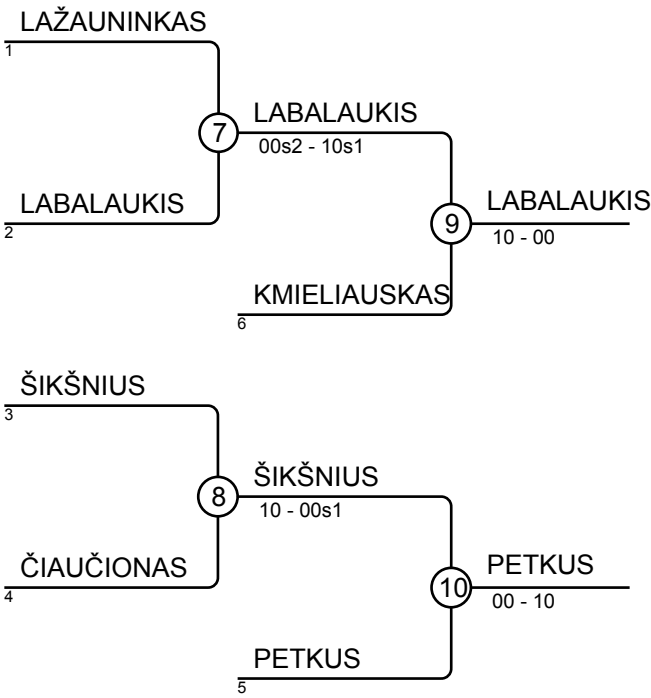 LAŽAUNINKAS
1
7
LABALAUKIS
00s2 - 10s1
LABALAUKIS
2
9
LABALAUKIS
10 - 00
KMIELIAUSKAS
6
ŠIKŠNIUS
3
8
ŠIKŠNIUS
10 - 00s1
ČIAUČIONAS
4
10
PETKUS
00 - 10
PETKUS
5